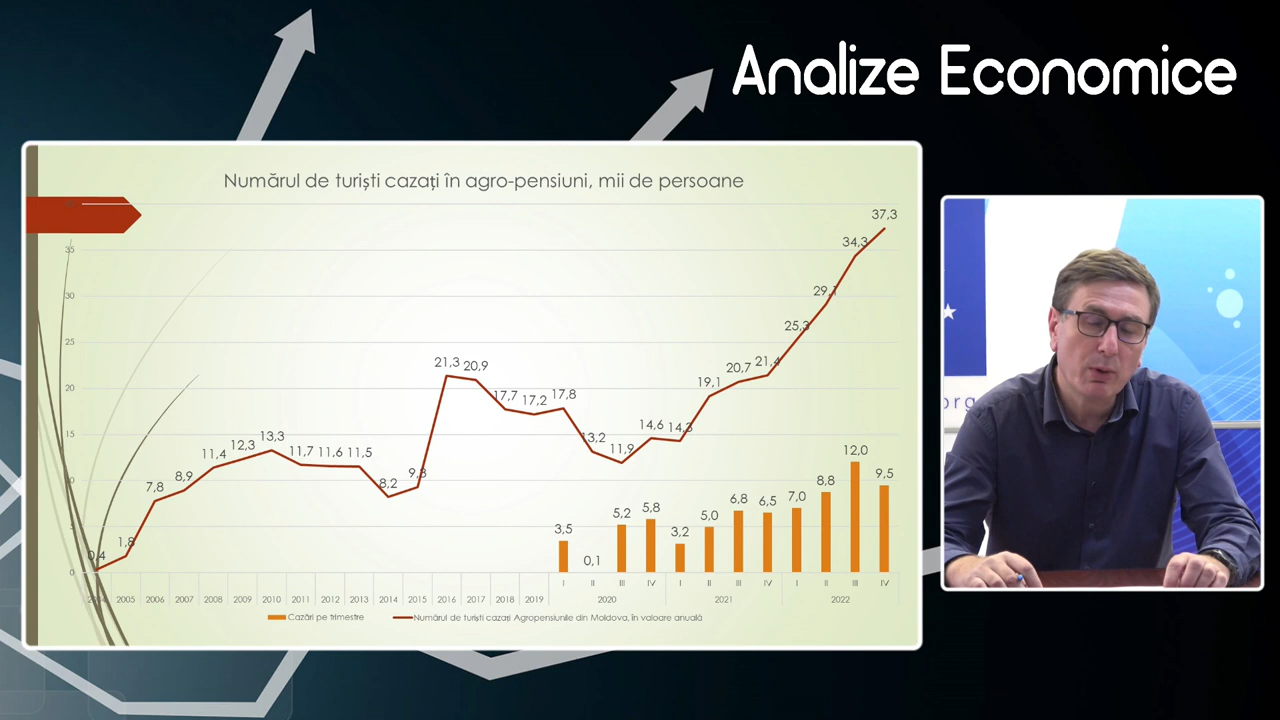 Analize Economice
Numărul de turiști cazați în agro-pensiuni, mii de persoane
35
30
25
20
15
10
5
0
0,4 1,8 7,8 8,9 11,4 12,3 13,3 11,7 11,6 11,5 8,2 9,3 21,3 20,9 17,7 17,2 17,8 13,2 11,9 14,6 14,3 19,1 20,7 21,4 25,3 29,1 34,3 37,3
3,5 0,1 5,2 5,8 3,2 5,0 6,8 6,5 7,0 8,8 12,0 9,5
I II III IV I II III IV I II III IV
2004 2005 2006 2007 2008 2009 2010 2011 2012 2013 2014 2015 2016 2017 2018 2019 2020 2021 2022
Cazări pe trimestre Numărul de turiști cazați Agropensiunile din Moldova, în valoare anuală
org